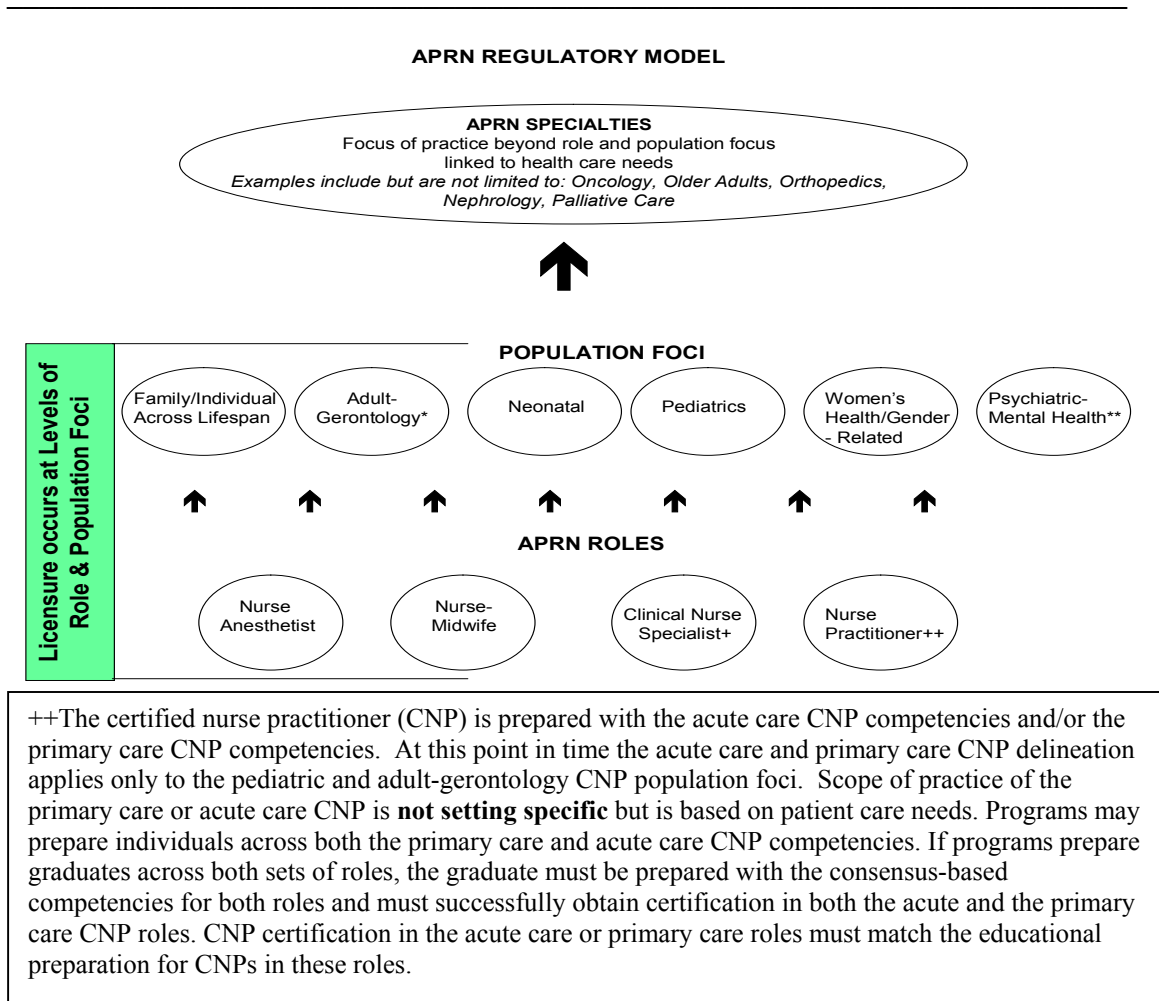 APRN REGULATORY MODEL
APRN SPECIALTIES
Focus of practice beyond role and population focus
linked to health care needs
Examples include but are not limited to: Oncology, Older Adults, Orthopedics,
Nephrology, Palliative Care
Licensure occurs at Levels of
Role & Population Foci
POPULATION FOCI
Family/Individual
Across Lifespan
Adult-
Gerontology*
Neonatal
Pediatrics
Women's
Health/Gender
- Related
Psychiatric-
Mental Health**
APRN ROLES
Nurse
Anesthetist
Nurse-
Midwife
Clinical Nurse
Specialist+
Nurse
Practitioner++
++The certified nurse practitioner (CNP) is prepared with the acute care CNP competencies and/or the
primary care CNP competencies.  At this point in time the acute care and primary care CNP delineation
applies only to the pediatric and adult-gerontology CNP population foci.  Scope of practice of the
primary care or acute care CNP is not setting specific but is based on patient care needs. Programs may
prepare individuals across both the primary care and acute care CNP competencies. If programs prepare
graduates across both sets of roles, the graduate must be prepared with the consensus-based
competencies for both roles and must successfully obtain certification in both the acute and the primary
care CNP roles. CNP certification in the acute care or primary care roles must match the educational
preparation for CNPs in these roles.